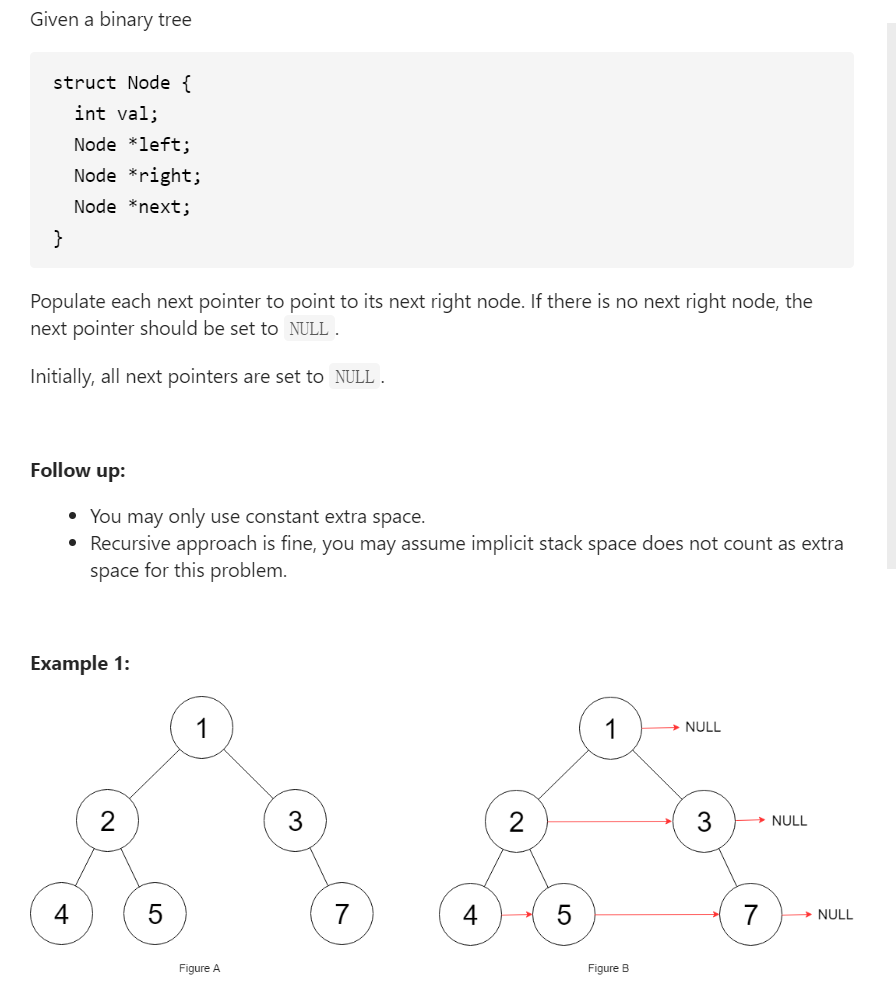 Given a binary tree
struct Node {
  int val;
  Node *left;
  Node *right;
  Node *next;
}
Populate each next pointer to point to its next right node. If there is no next right node, the
next pointer should be set to NULL .
Initially, all next pointers are set to NULL .
Follow up:
• You may only use constant extra space.
• Recursive approach is fine, you may assume implicit stack space does not count as extra
space for this problem.
Example 1:
1 1 NULL
2 3 2 3 NULL
4 5 7 4 5 7 NULL
Figure A Figure B